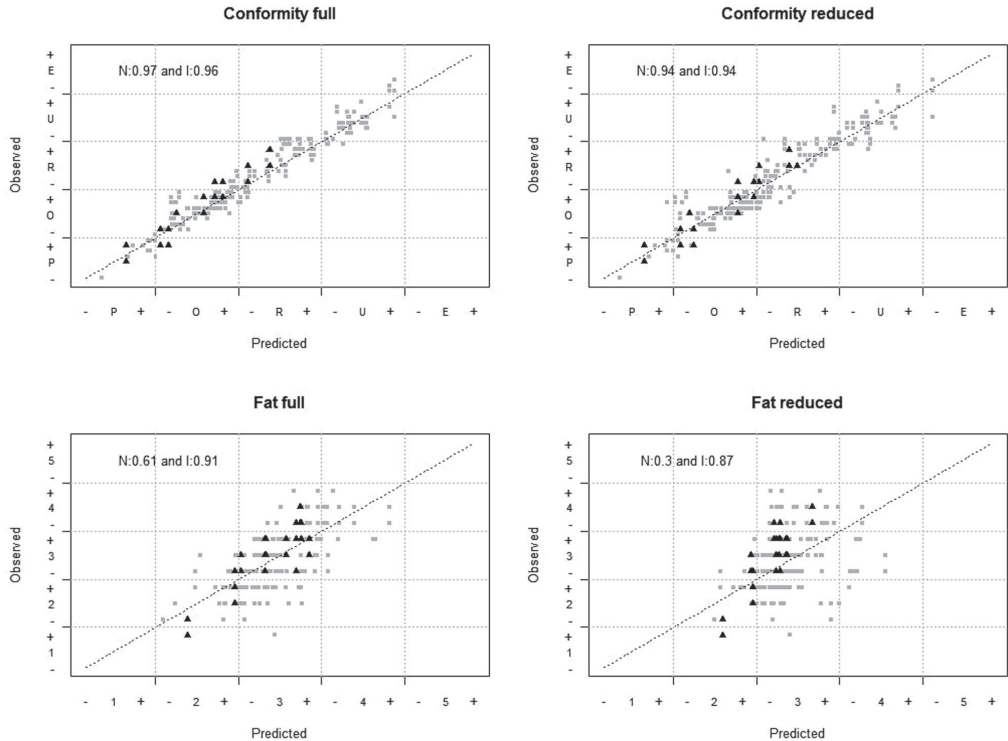 Conformity full
N:0.97 and I:0.96
Observed
+ E - + U - + R - + O - + P -
- P + - O + - R + - U + - E +
Predicted
Conformity reduced
N:0.94 and I:0.94
Observed
+ E - + U - + R - + O - + P -
- P + - O + - R + - U + - E +
Predicted
Fat full
N:0.61 and I:0.91
Observed
+ 5 - + 4 - + 3 - + 2 - + 1 -
- 1 + - 2 + - 3 + - 4 + - 5 +
Predicted
Fat reduced
N:0.3 and I:0.87
Observed
+ 5 - + 4 - + 3 - + 2 - + 1 -
- 1 + - 2 + - 3 + - 4 + - 5 +
Predicted